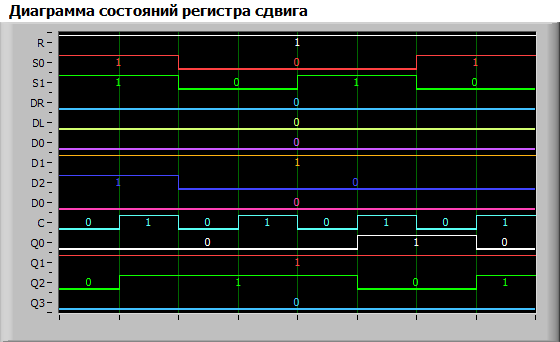 Диаграмма состояний регистра сдвига
R 1
S0 1 0 1
S1 1 0 1 0
DR 0
DL 0
D0 0
D1 1
D2 1 0
D0 0
C 0 1 0 1 0 1 0 1
Q0 0 1 0
Q1 1
Q2 0 1 0 1
Q3 0